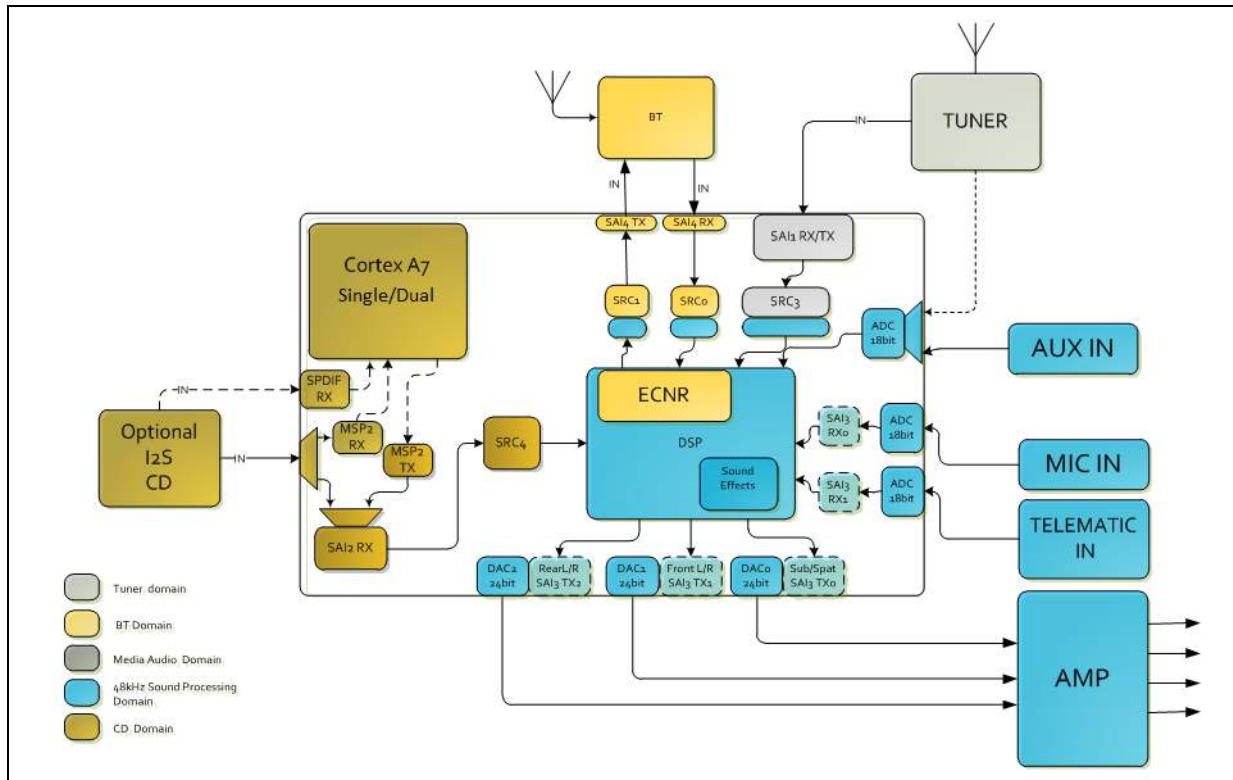 BT
TUNER
IN
IN
IN
SAI4 TX
SAI4 RX
SAI1 RX/TX
Cortex A7
Single/Dual
SRC1
SRC0
SRC3
ADC
18bit
AUX IN
IN
SPDIF
RX
ECNR
Optional
I2S
CD
IN
MSP2
RX
MSP2
TX
SRC4
DSP
Sound
Effects
SAI3
RX0
ADC
18bit
MIC IN
SAI3
RX1
ADC
18bit
TELEMATIC
IN
SAI2 RX
DAC2
24bit
RearL/R
SAI3 TX2
DAC1
24bit
Front L/R
SAI3 TX1
DAC0
24bit
Sub/Spat
SAI3 TX0
AMP
Tuner domain
BT Domain
Media Audio Domain
48kHz Sound Processing
Domain
CD Domain